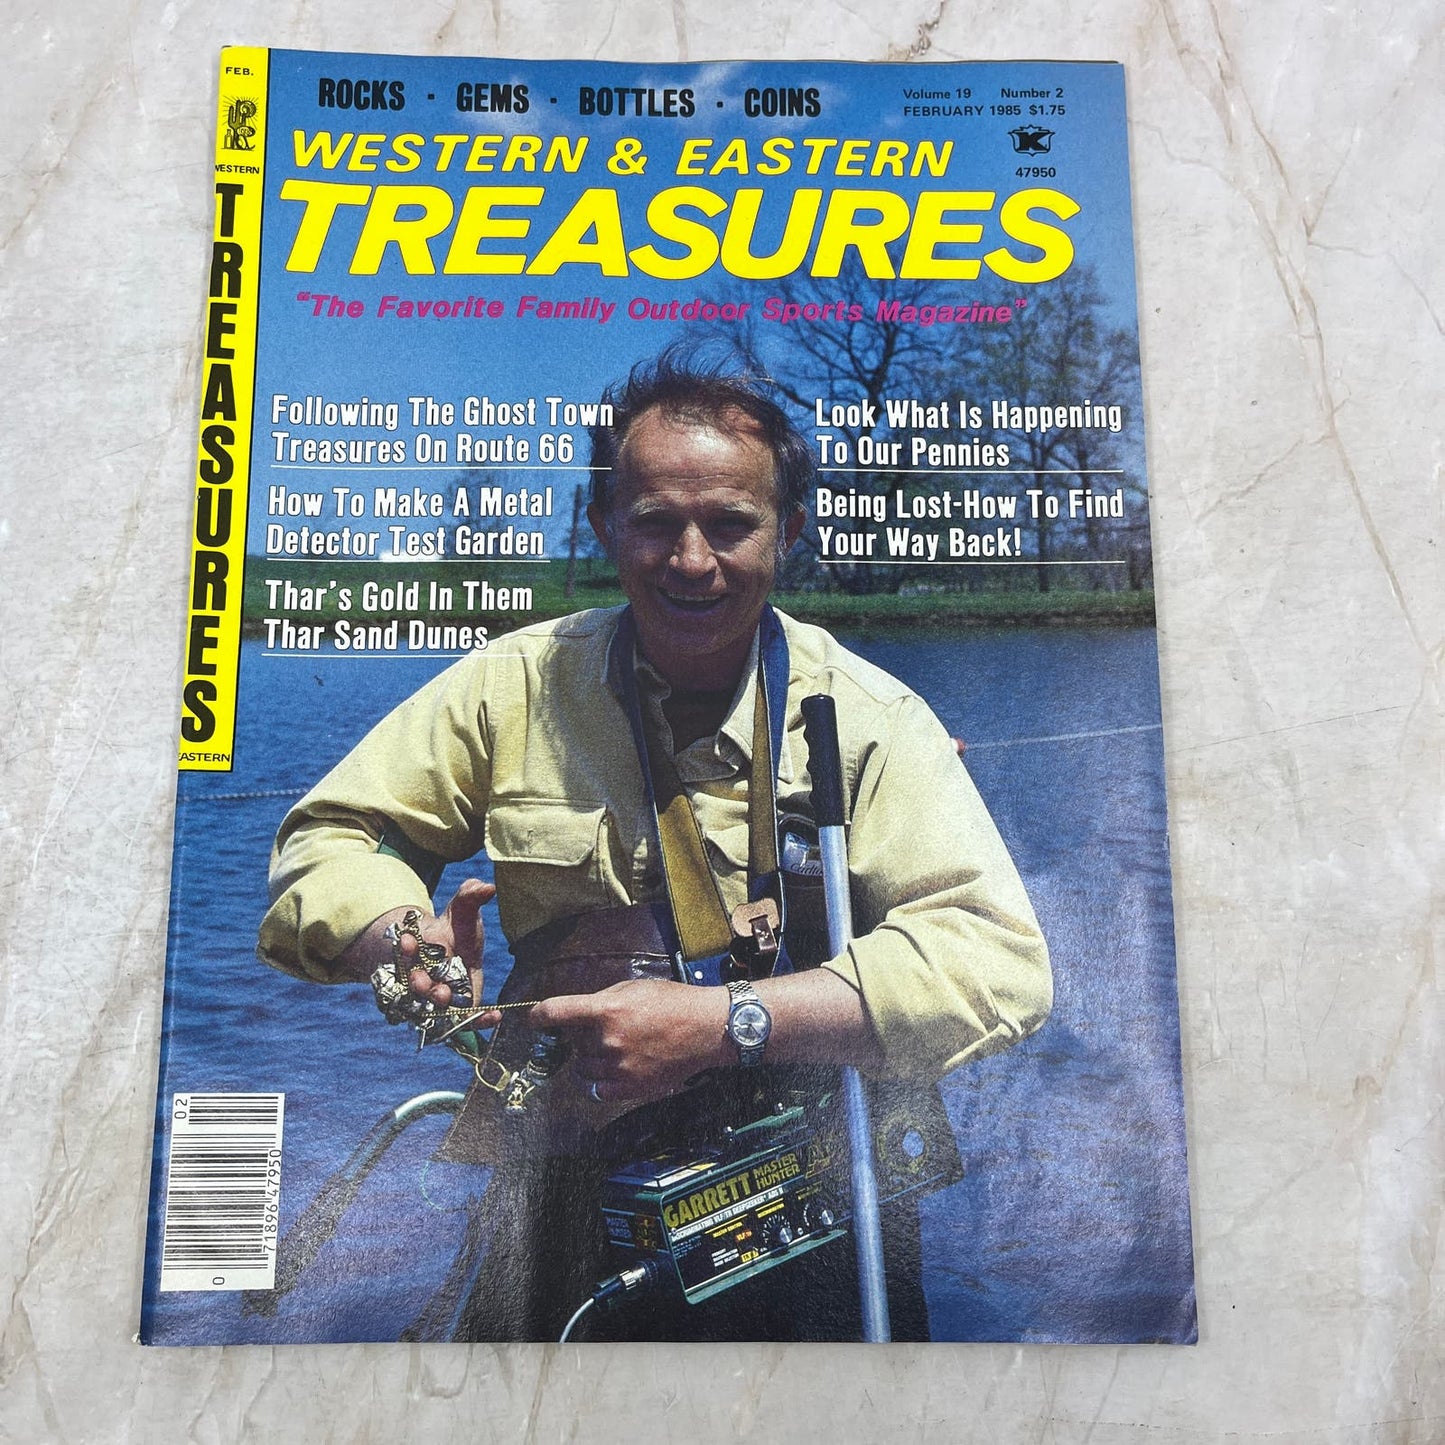 FEB.
WESTERN
TREASURES
EASTERN
ROCKS · GEMS · BOTTLES · COINS
Volume 19 Number 2
FEBRUARY 1985 $1.75
K
47950
WESTERN & EASTERN
TREASURES
"The Favorite Family Outdoor Sports Magazine"
Following The Ghost Town
Treasures On Route 66
How To Make A Metal
Detector Test Garden
Thar's Gold In Them
Thar Sand Dunes
Look What Is Happening
To Our Pennies
Being Lost-How To Find
Your Way Back!
GARRETT MASTER
HUNTER
MASTER CONTROL
02
0 71896 47950